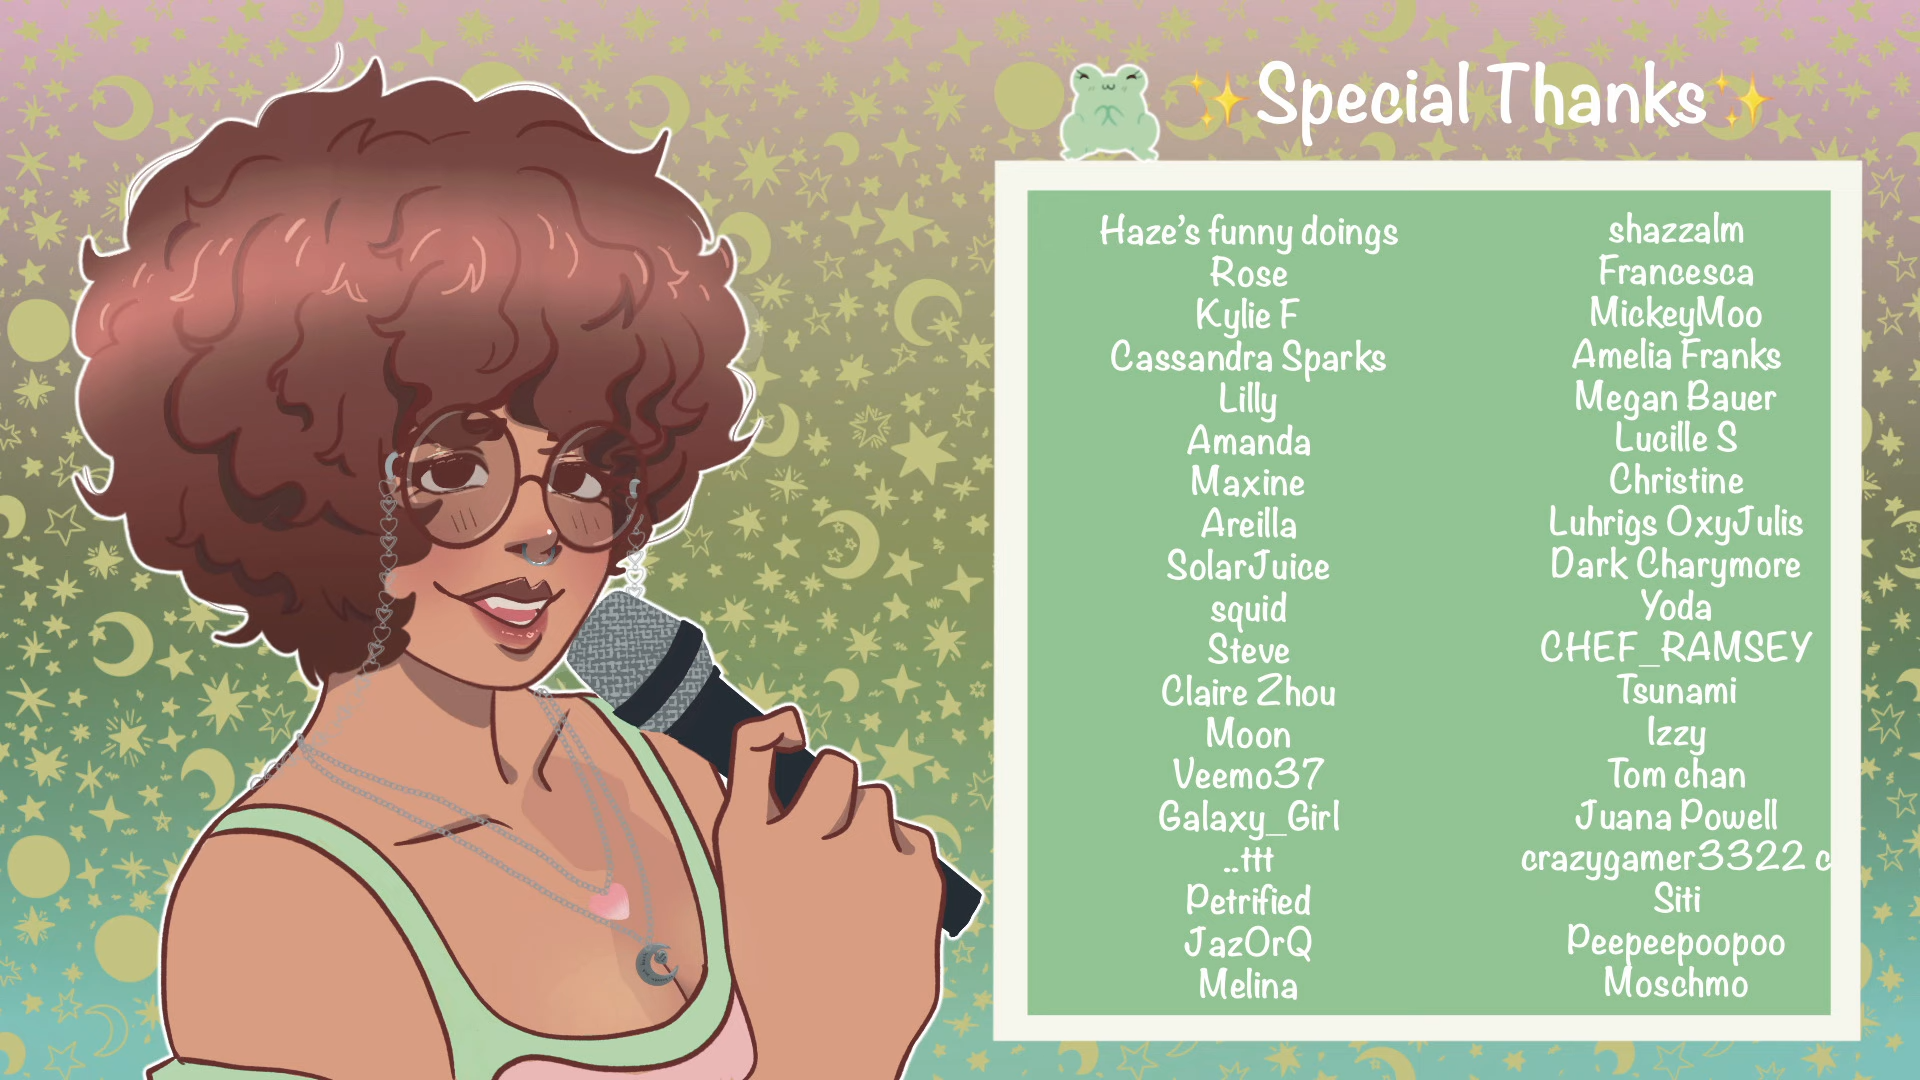 ✨Special Thanks✨
Haze's funny doings
Rose
Kylie F
Cassandra Sparks
Lilly
Amanda
Maxine
Areilla
SolarJuice
squid
Steve
Claire Zhou
Moon
Veemo37
Galaxy_Girl
..ttt
Petrified
JazOrQ
Melina
shazzalm
Francesca
MickeyMoo
Amelia Franks
Megan Bauer
Lucille S
Christine
Luhrigs OxyJulis
Dark Charymore
Yoda
CHEF_RAMSEY
Tsunami
Izzy
Tom chan
Juana Powell
crazygamer3322 c
Siti
Peepeepoopoo
Moschmo